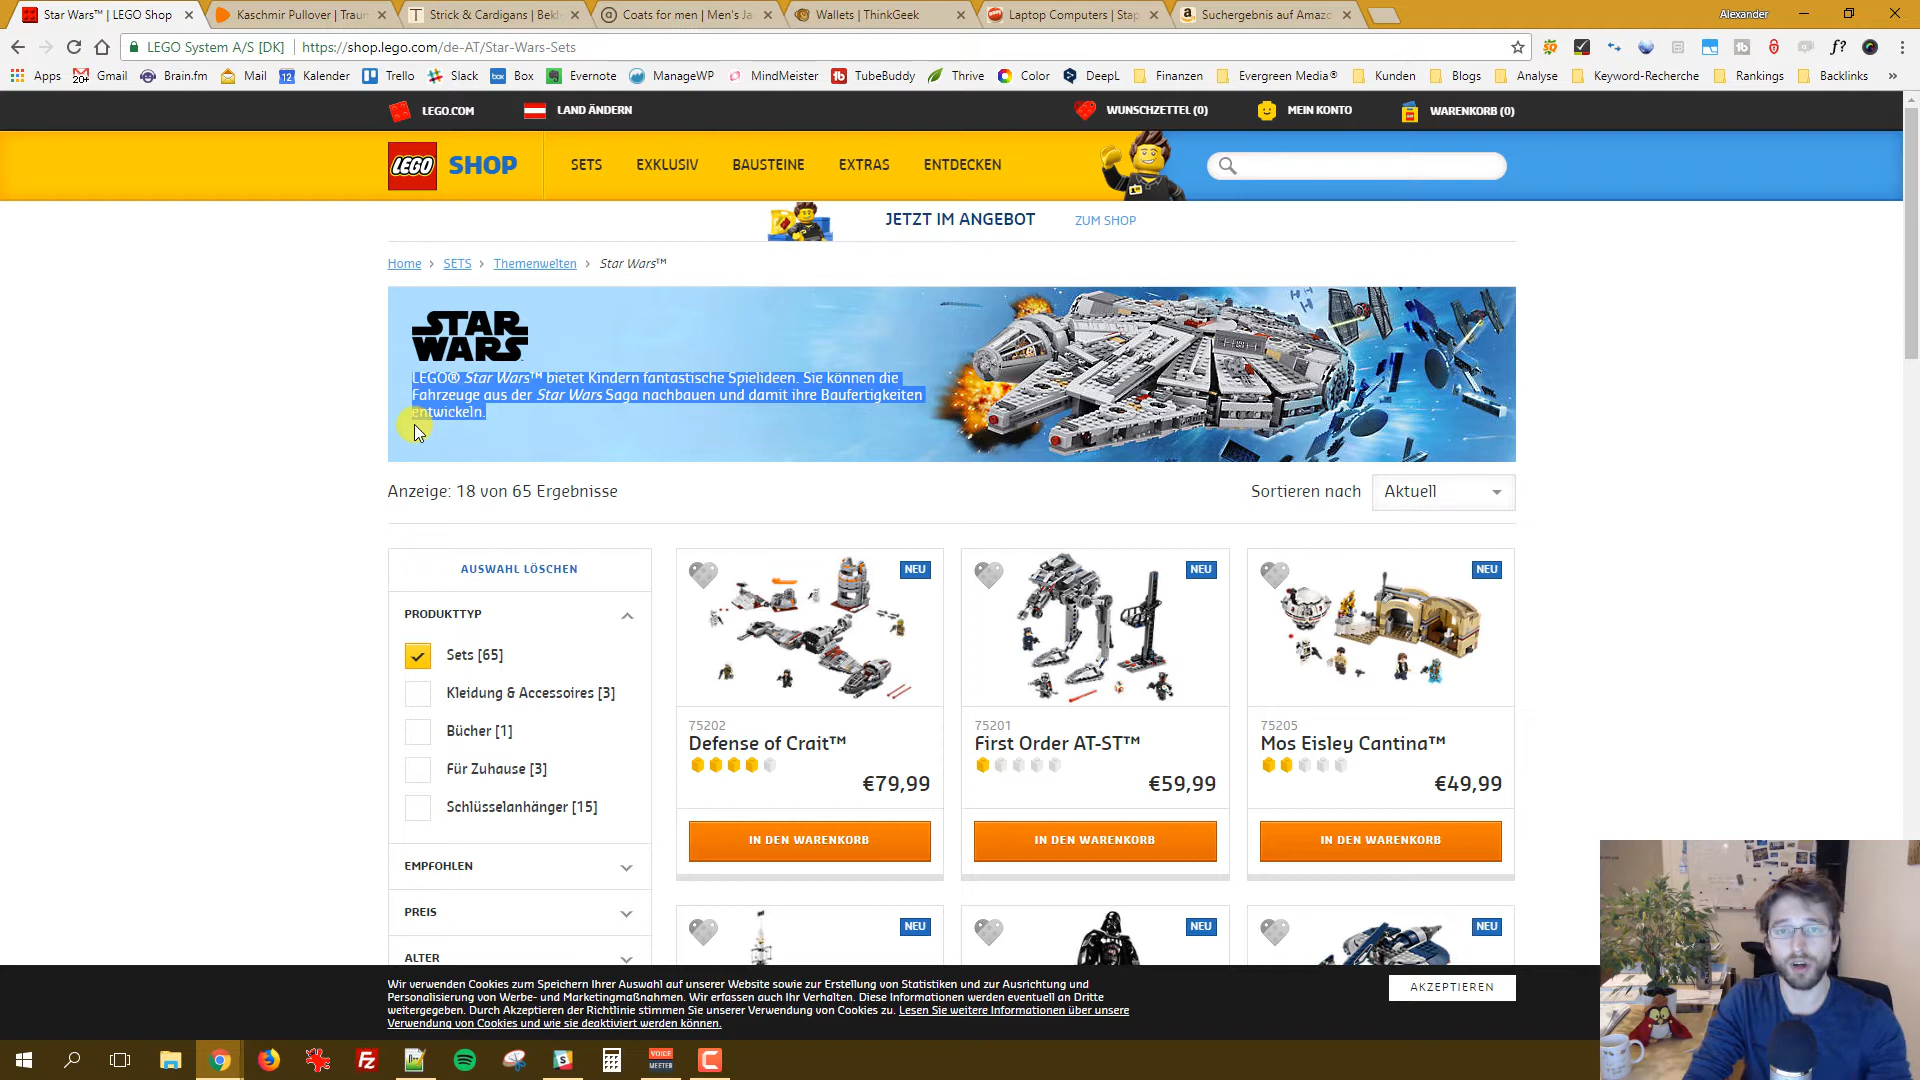 Star Wars™ | LEGO Shop
Kaschmir Pullover | Traum
Strick & Cardigans | Bekl
Coats for men | Men's Ja
Wallets | ThinkGeek
Laptop Computers | Stap
Suchergebnis auf Amazo
Alexander
LEGO System A/S [DK]
https://shop.lego.com/de-AT/Star-Wars-Sets
Apps
Gmail
Brain.fm
Mail
Kalender
Trello
Slack
Box
Evernote
ManageWP
MindMeister
TubeBuddy
Thrive
Color
DeepL
Finanzen
Evergreen Media®
Kunden
Blogs
Analyse
Keyword-Recherche
Rankings
Backlinks
LEGO.COM
LAND ÄNDERN
WUNSCHZETTEL (0)
MEIN KONTO
WARENKORB (0)
LEGO SHOP
SETS
EXKLUSIV
BAUSTEINE
EXTRAS
ENTDECKEN
JETZT IM ANGEBOT
ZUM SHOP
Home > SETS > Themenwelten > Star Wars™
STAR
WARS
LEGO® Star Wars™ bietet Kindern fantastische Spielideen. Sie können die
Fahrzeuge aus der Star Wars Saga nachbauen und damit ihre Baufertigkeiten
entwickeln.
Anzeige: 18 von 65 Ergebnisse
Sortieren nach
Aktuell
AUSWAHL LÖSCHEN
PRODUKTTYP
Sets [65]
Kleidung & Accessoires [3]
Bücher [1]
Für Zuhause [3]
Schlüsselanhänger [15]
EMPFOHLEN
PREIS
ALTER
NEU
75202
Defense of Crait™
€79,99
IN DEN WARENKORB
NEU
75201
First Order AT-ST™
€59,99
IN DEN WARENKORB
NEU
75205
Mos Eisley Cantina™
€49,99
IN DEN WARENKORB
NEU
NEU
NEU
Wir verwenden Cookies zum Speichern Ihrer Auswahl auf unserer Website sowie zur Erstellung von Statistiken und zur Ausrichtung und
Personalisierung von Werbe- und Marketingmaßnahmen. Wir erfassen auch Ihr Verhalten. Diese Informationen werden eventuell an Dritte
weitergegeben. Durch Akzeptieren der Richtlinie stimmen Sie unserer Verwendung von Cookies zu. Lesen Sie weitere Informationen über unsere
Verwendung von Cookies und wie sie deaktiviert werden können.
AKZEPTIEREN
VOICE
MEETER